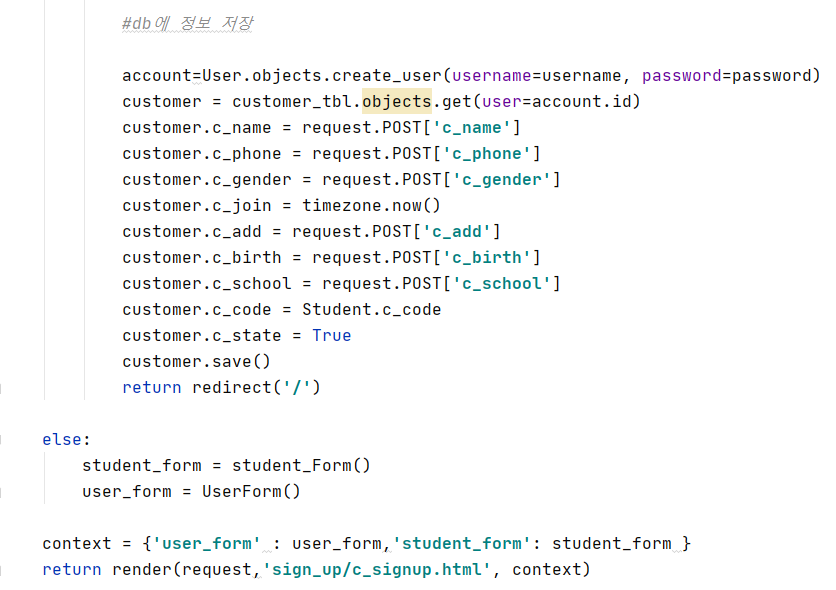 #db에 정보 저장
account=User.objects.create_user(username=username, password=password)
customer = customer_tbl.objects.get(user=account.id)
customer.c_name = request.POST['c_name']
customer.c_phone = request.POST['c_phone']
customer.c_gender = request.POST['c_gender']
customer.c_join = timezone.now()
customer.c_add = request.POST['c_add']
customer.c_birth = request.POST['c_birth']
customer.c_school = request.POST['c_school']
customer.c_code = Student.c_code
customer.c_state = True
customer.save()
return redirect('/')
else:
student_form = student_Form()
user_form = UserForm()
context = {'user_form' : user_form,'student_form': student_form }
return render(request,'sign_up/c_signup.html', context)